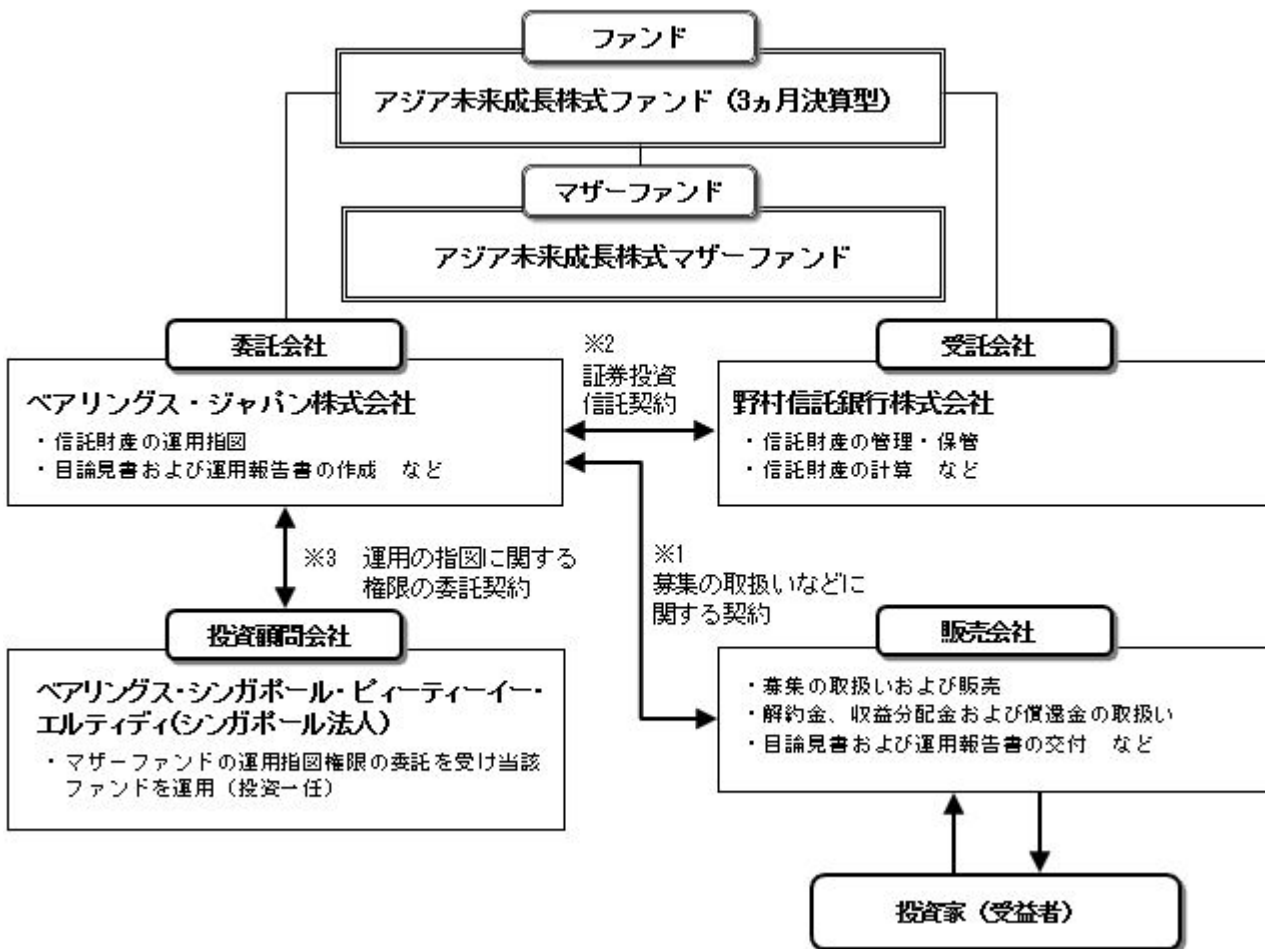 ファンド
アジア未来成長株式ファンド（3ヵ月決算型）
マザーファンド
アジア未来成長株式マザーファンド
委託会社
ベアリングス・ジャパン株式会社
・信託財産の運用指図
・目論見書および運用報告書の作成　など
※2
証券投資
信託契約
受託会社
野村信託銀行株式会社
・信託財産の管理・保管
・信託財産の計算　など
※3　運用の指図に関する
権限の委託契約
※1
募集の取扱いなどに
関する契約
投資顧問会社
ベアリングス・シンガポール・ピィーティーイー・
エルティディ(シンガポール法人)
・マザーファンドの運用指図権限の委託を受け当該
ファンドを運用（投資一任）
販売会社
・募集の取扱いおよび販売
・解約金、収益分配金および償還金の取扱い
・目論見書および運用報告書の交付　など
投資家（受益者）